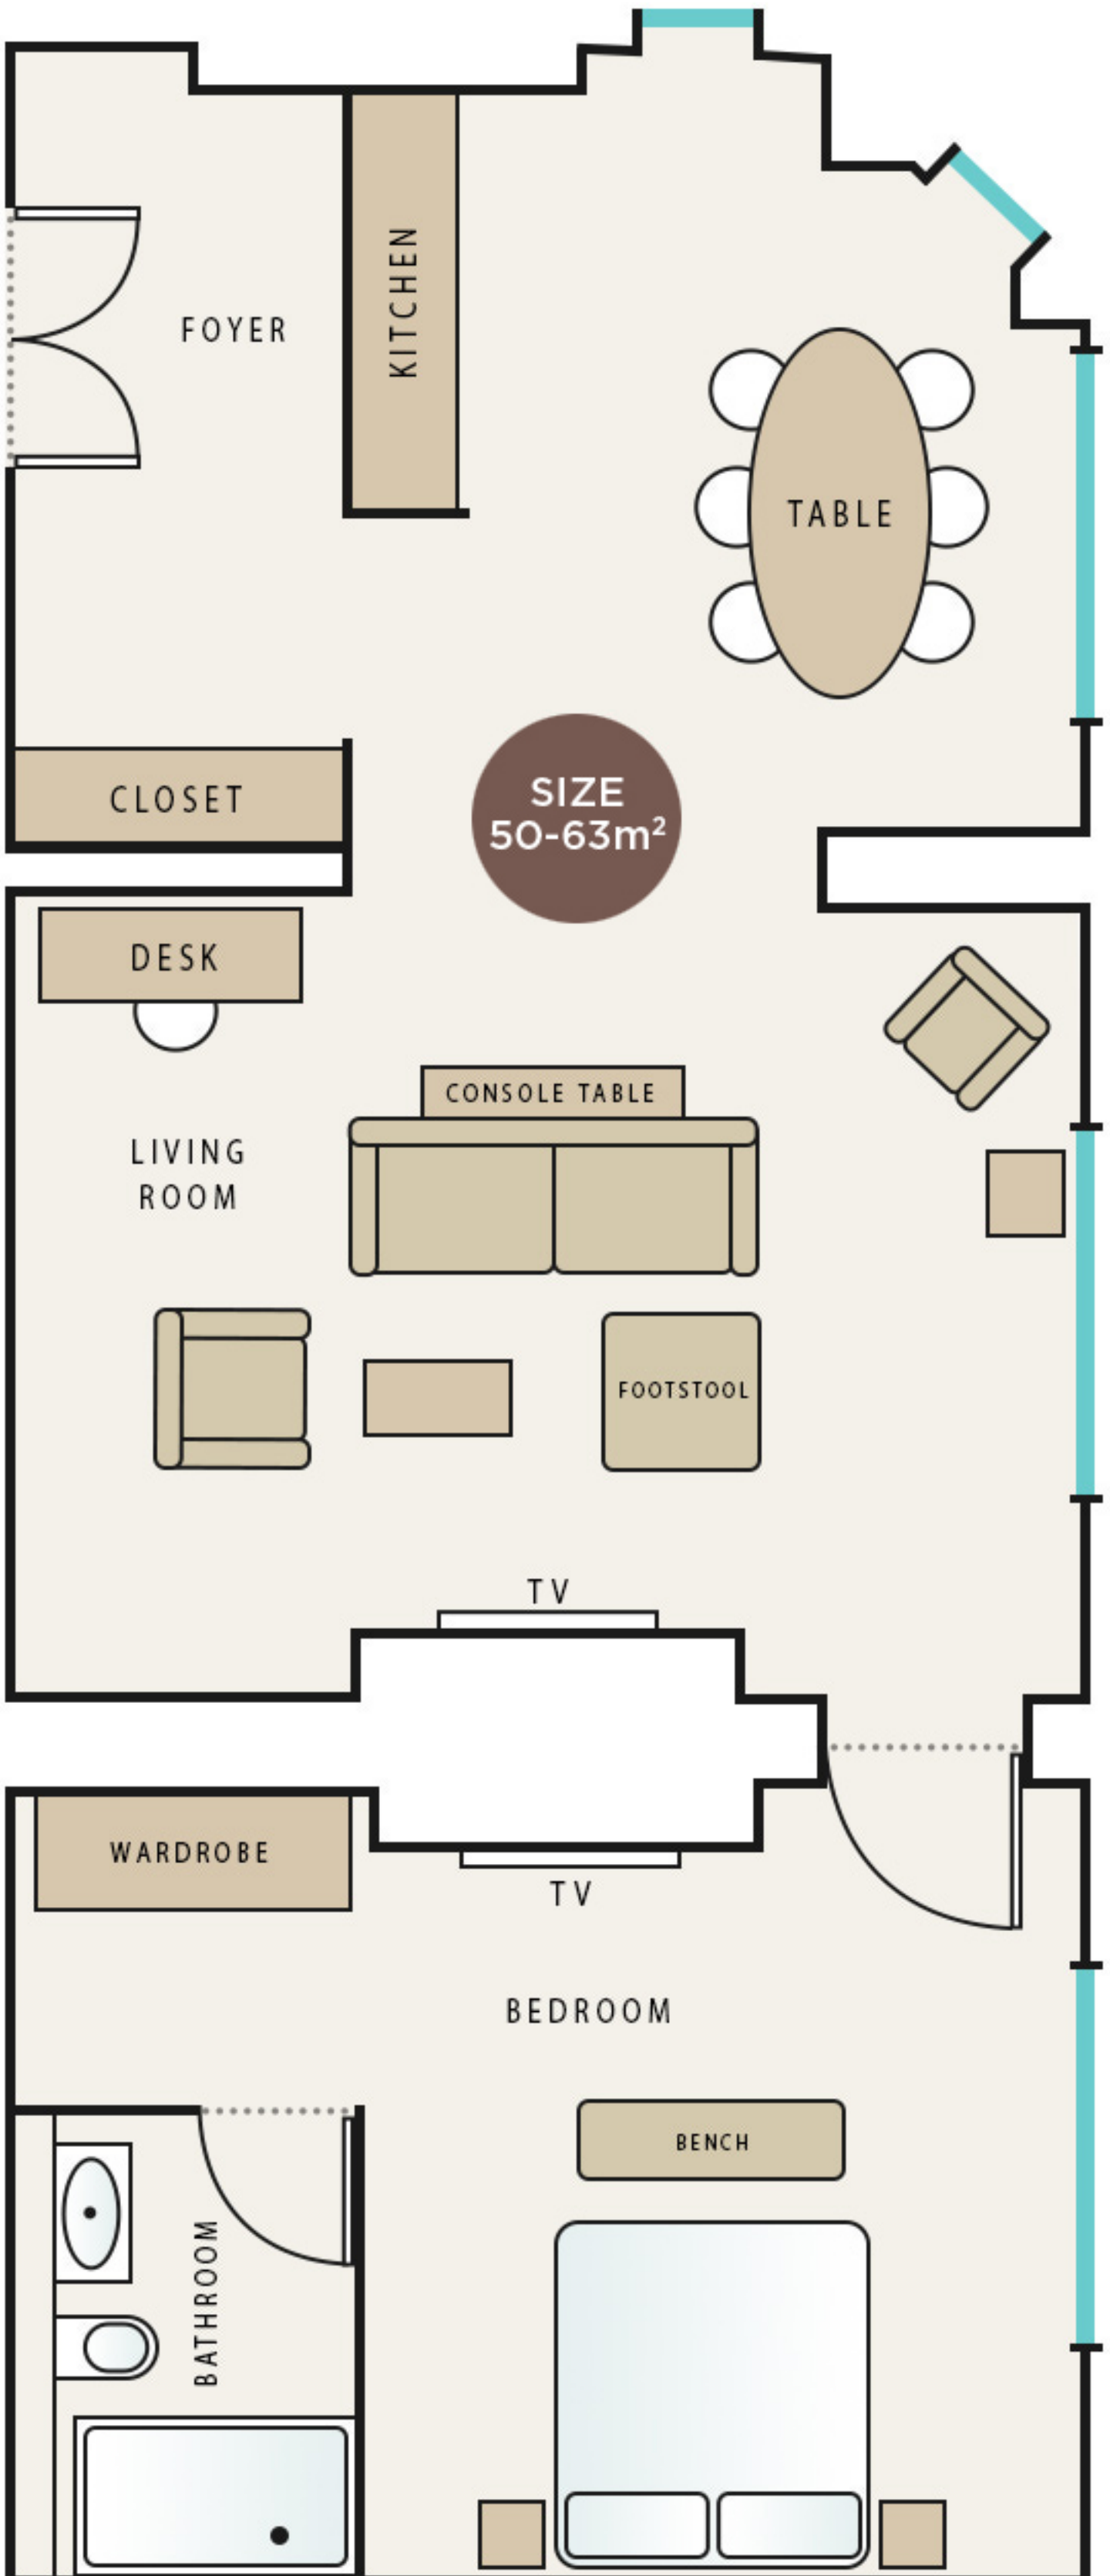 FOYER
KITCHEN
TABLE
CLOSET
SIZE
50-63m²
DESK
CONSOLE TABLE
LIVING
ROOM
FOOTSTOOL
TV
WARDROBE
TV
BEDROOM
BENCH
BATHROOM